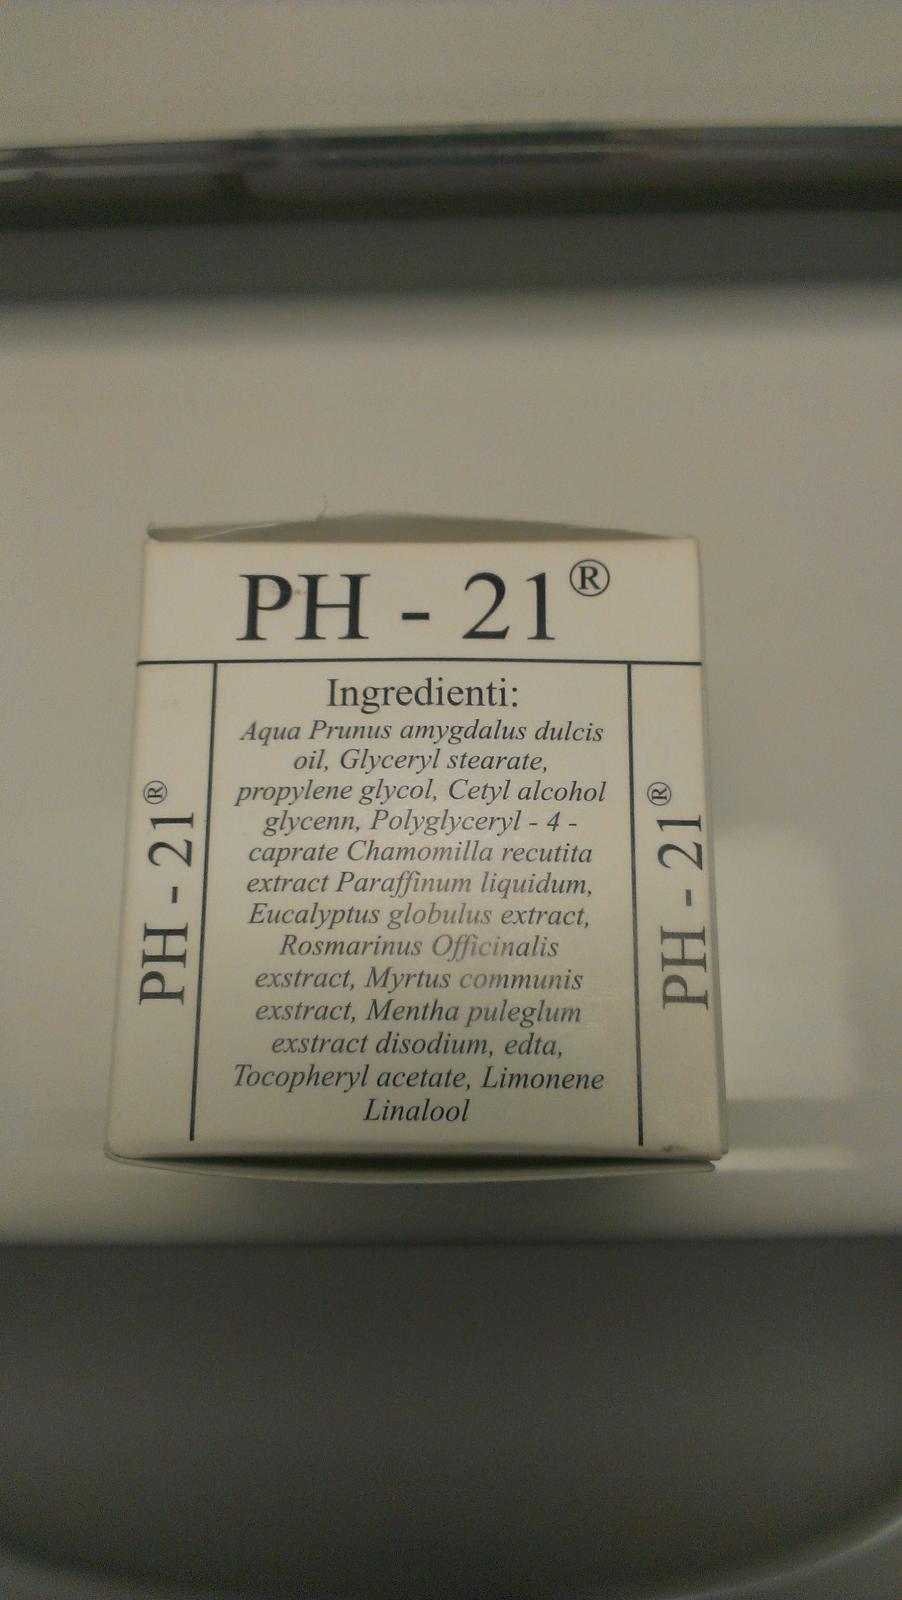 PH - 21®
Ingredienti:
Aqua Prunus amygdalus dulcis
oil, Glyceryl stearate,
propylene glycol, Cetyl alcohol
glycenn, Polyglyceryl - 4 -
caprate Chamomilla recutita
extract Paraffinum liquidum,
Eucalyptus globulus extract,
Rosmarinus Officinalis
exstract, Myrtus communis
exstract, Mentha puleglum
exstract disodium, edta,
Tocopheryl acetate, Limonene
Linalool
PH - 21®
PH - 21®